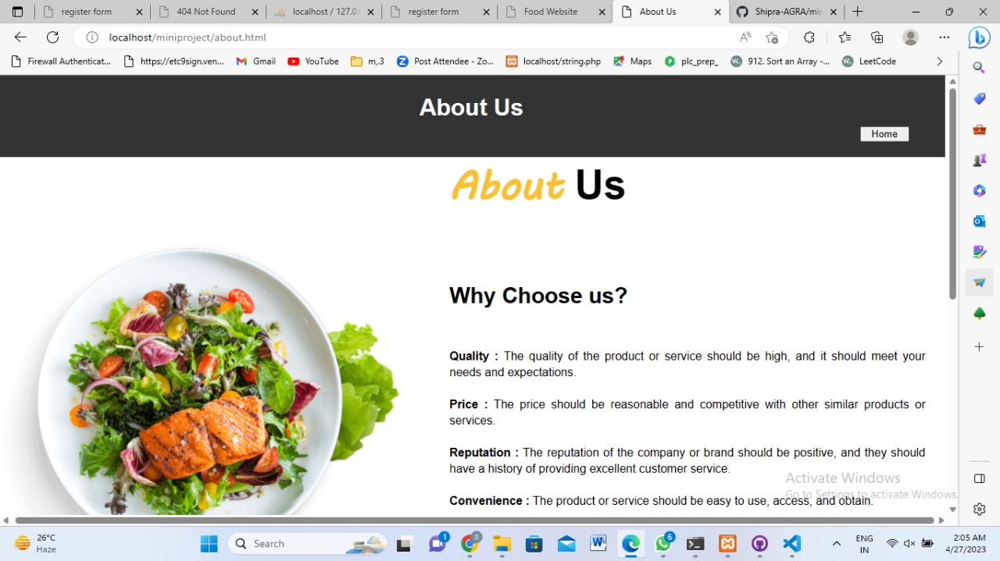 register form
404 Not Found
localhost / 127.0.
register form
Food Website
About Us
Shipra-AGRA/min
localhost/miniproject/about.html
Firewall Authenticat...
https://etc9sign.ven...
Gmail
YouTube
m,.3
Post Attendee - Zo...
localhost/string.php
Maps
plc_prep_
912. Sort an Array -...
LeetCode
About Us
Home
About Us
Why Choose us?
Quality : The quality of the product or service should be high, and it should meet your
needs and expectations.
Price : The price should be reasonable and competitive with other similar products or
services.
Reputation : The reputation of the company or brand should be positive, and they should
have a history of providing excellent customer service.
Convenience : The product or service should be easy to use, access, and obtain.
Activate Windows
Go to Settings to activate Windows.
26°C
Haze
Search
1
S
6
ENG
IN
2:05 AM
4/27/2023